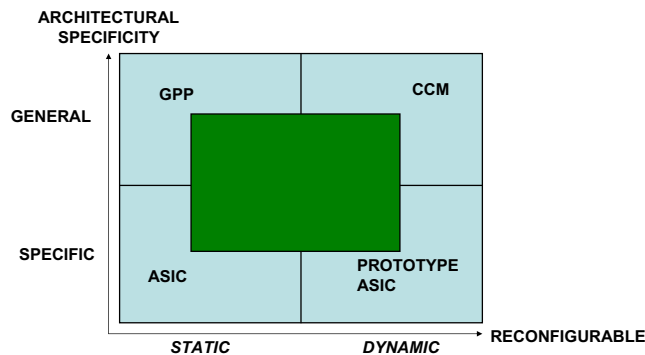 ARCHITECTURAL
SPECIFICITY
GPP
CCM
GENERAL
SPECIFIC
ASIC
PROTOTYPE
ASIC
RECONFIGURABLE
STATIC
DYNAMIC